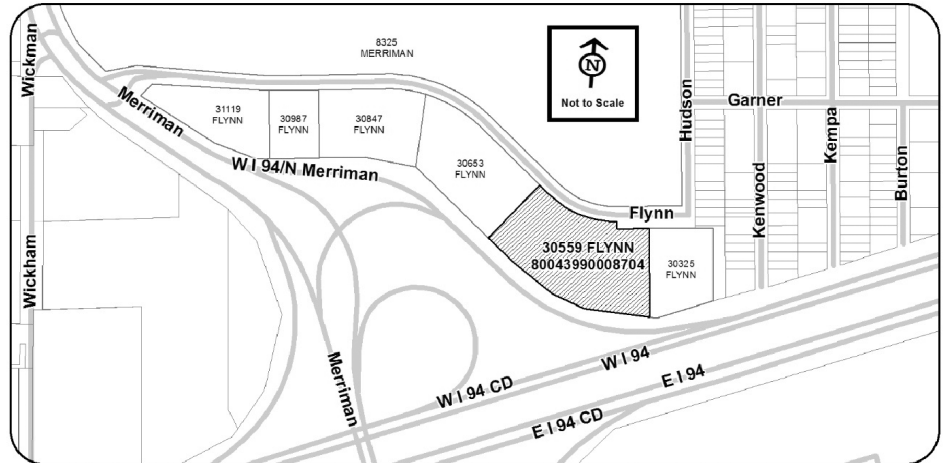 Wickman
8325
MERRIMAN
N
Not to Scale
Hudson
Garner
Kempa
Burton
Kenwood
Merriman
31119
FLYNN
30987
FLYNN
30847
FLYNN
W I 94/N Merriman
30653
FLYNN
Flynn
30559 FLYNN
80043990008704
30325
FLYNN
Wickham
Merriman
W I 94 CD
W I 94
E I 94
E I 94 CD